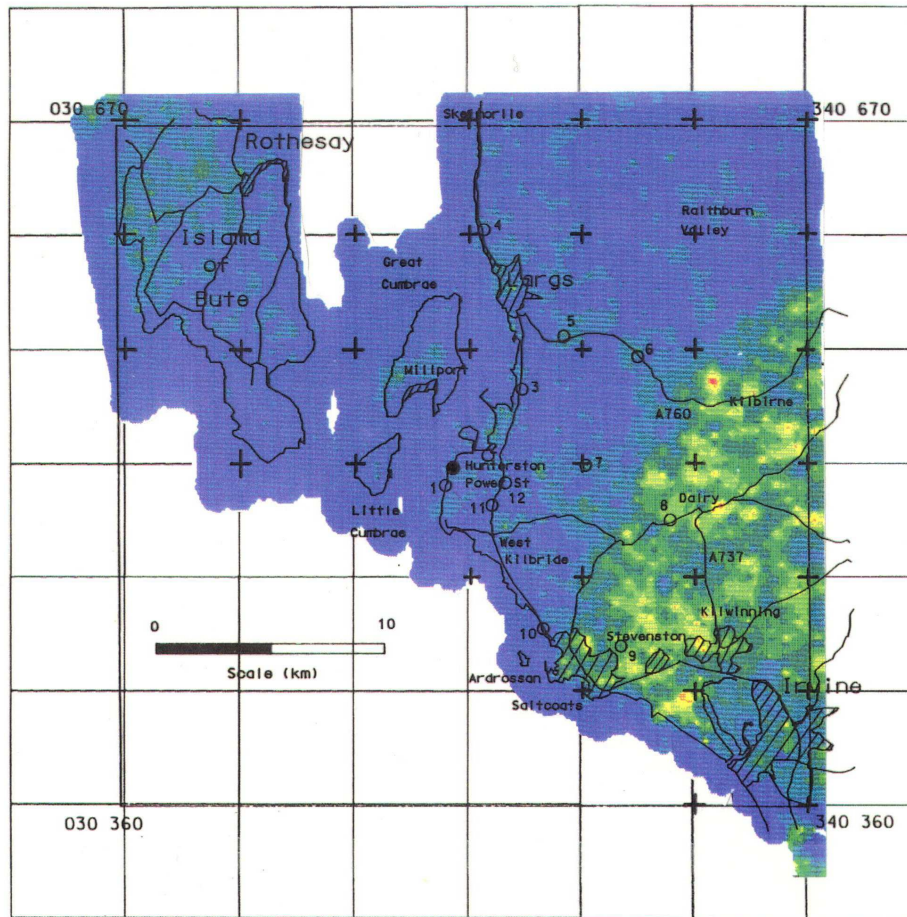 030 670
Skelmorlie
340 670
Rothesay
Raithburn
Valley
4
Island
of
Bute
Great
Cumbrae
Largs
5
6
Millport
3
Kilbirne
A760
Hunterston
7
1
Power St
12
11
Dalry
8
Little
Cumbrae
West
Kilbride
A737
Kilwinning
0
10
Scale (km)
10
Stevenston
9
Ardrossan
Saltcoats
Irvine
030 360
340 360